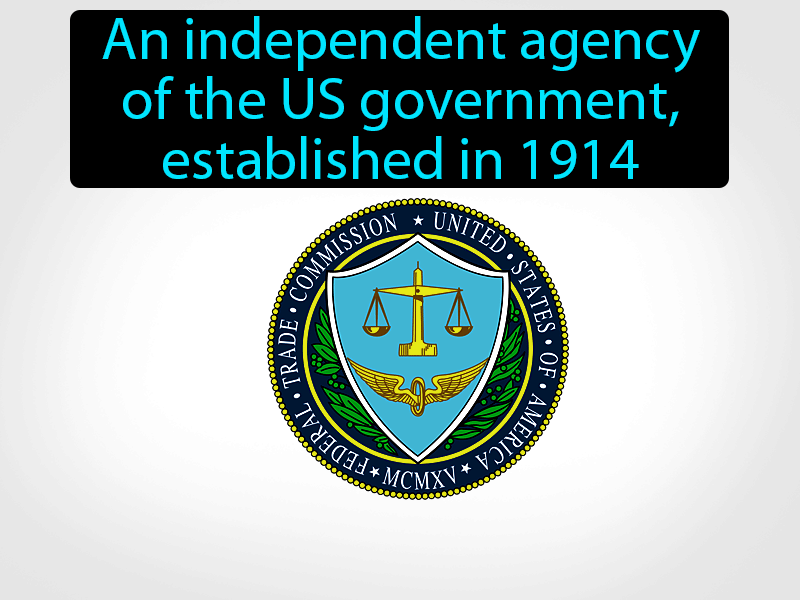 An independent agency
of the US government,
established in 1914
FEDERAL • TRADE • COMMISSION ★ UNITED • STATES • OF • AMERICA ★ MCMXV ★